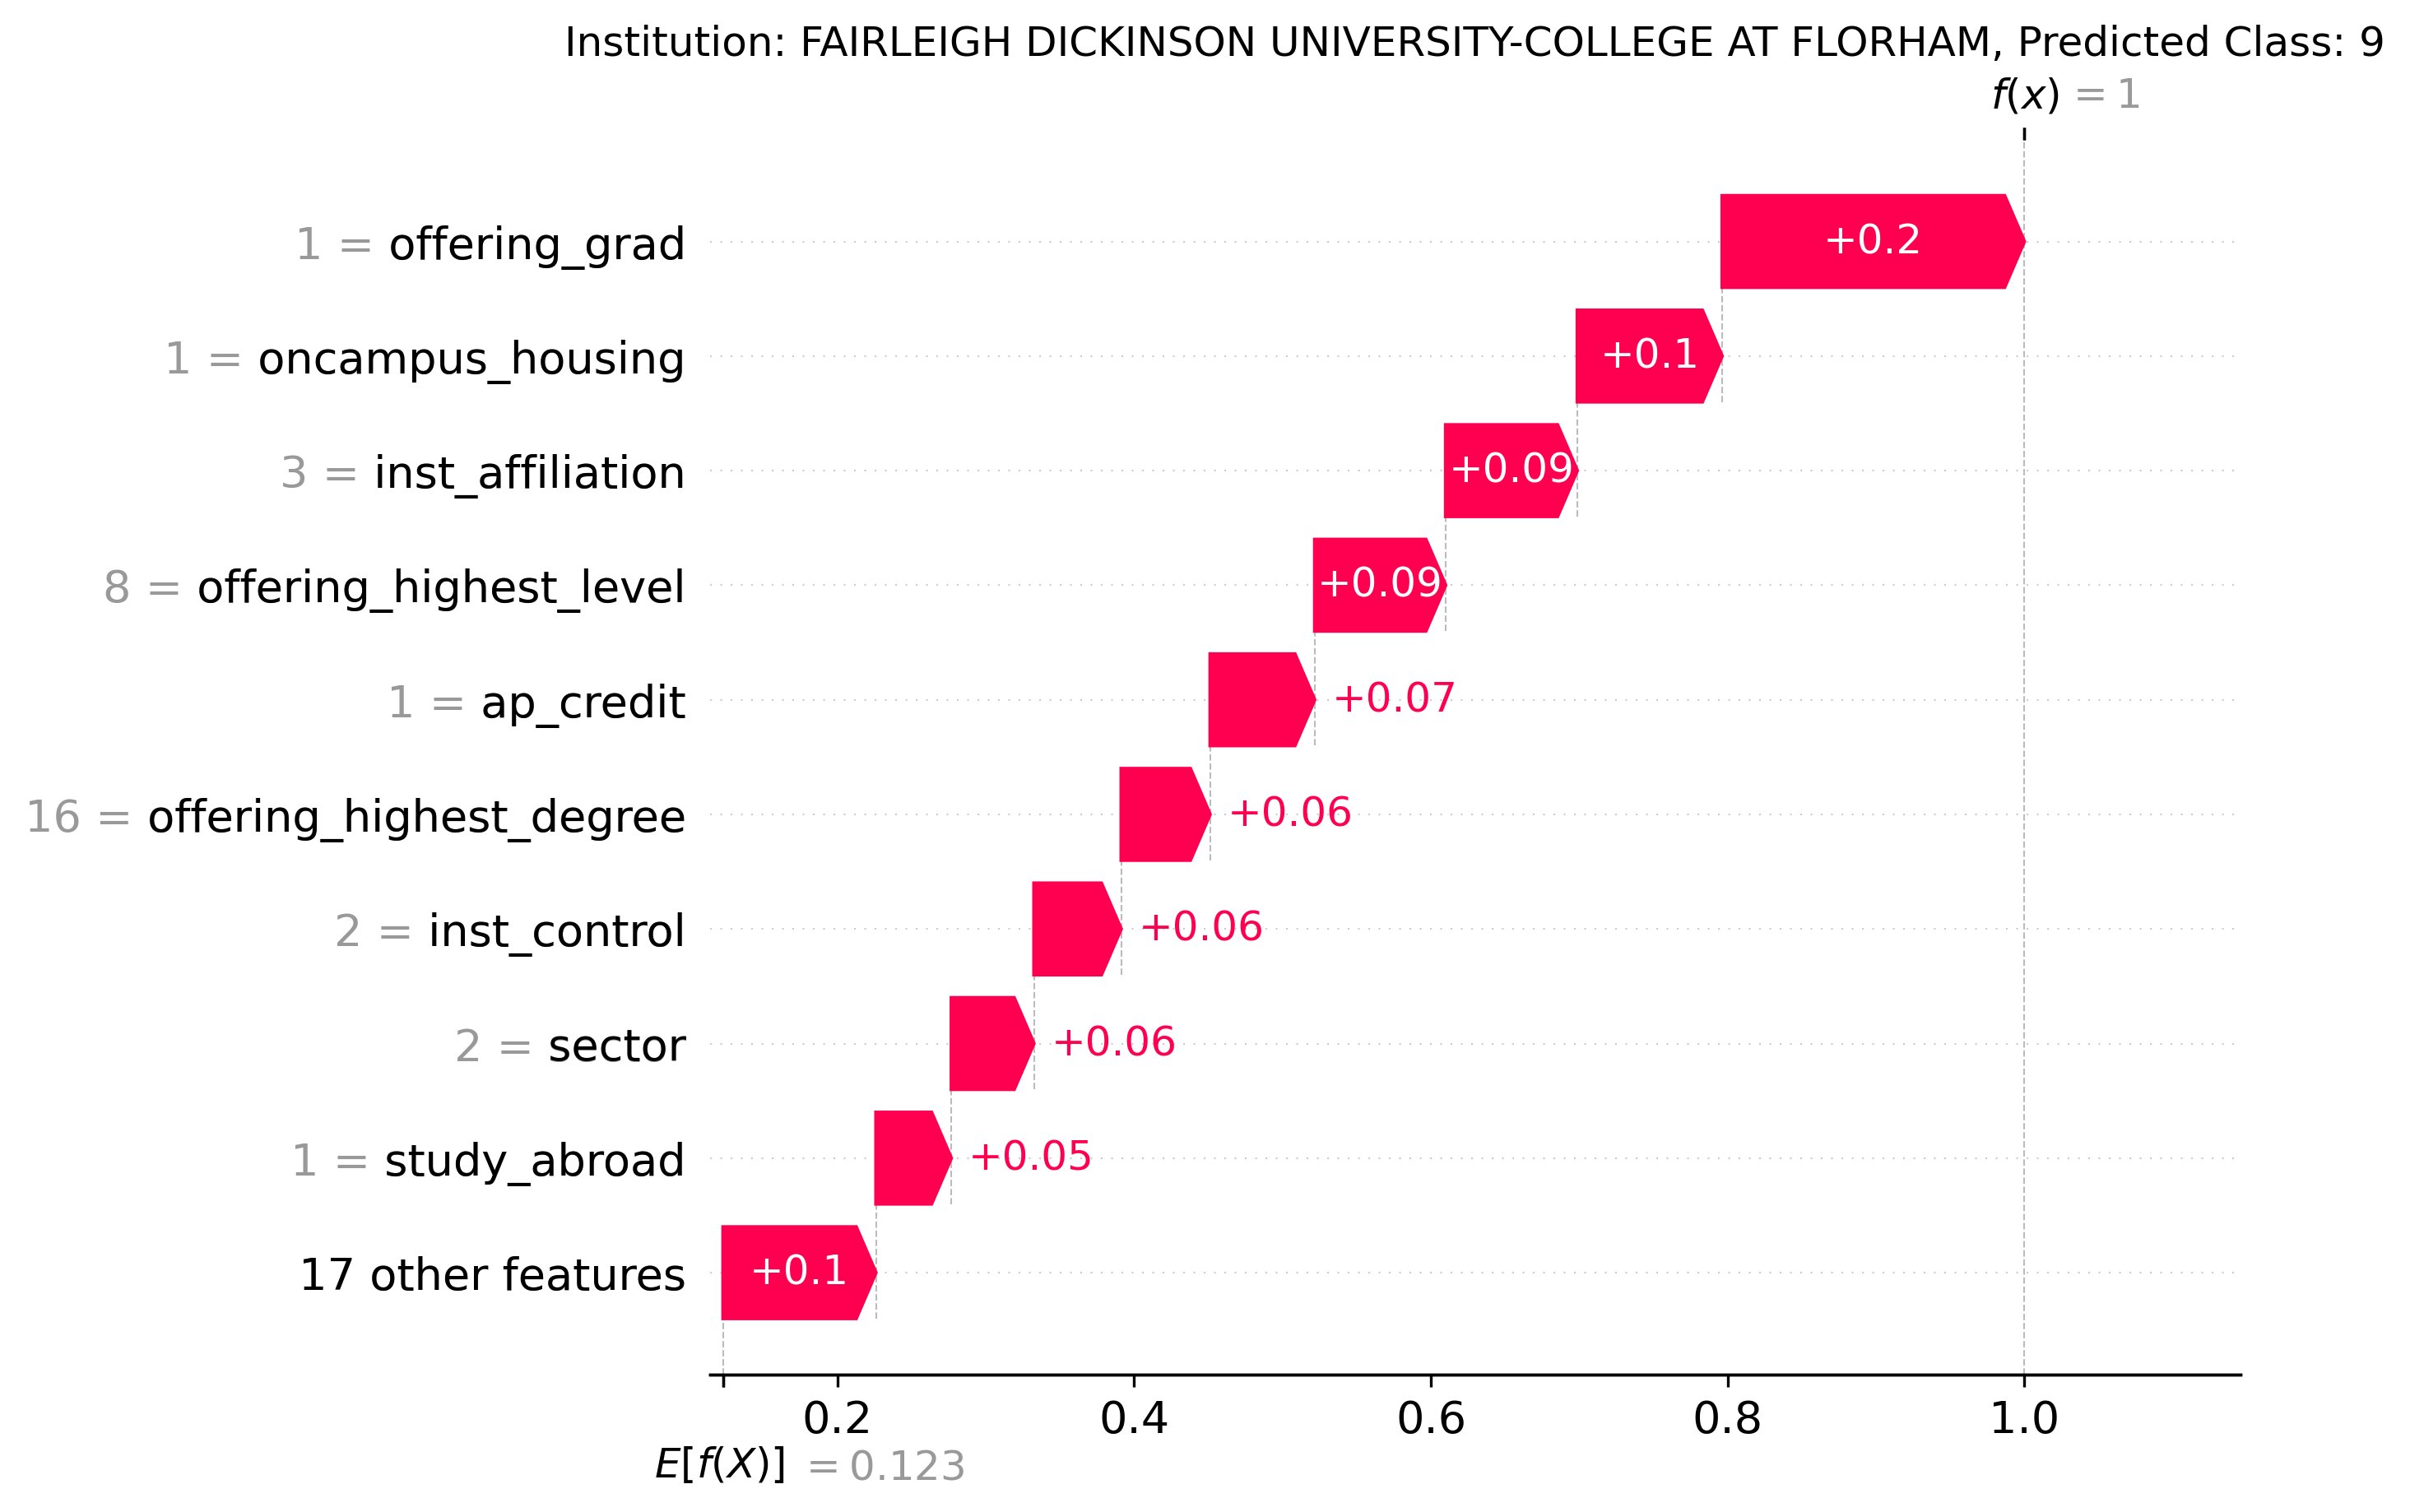 Institution: FAIRLEIGH DICKINSON UNIVERSITY-COLLEGE AT FLORHAM, Predicted Class: 9
f(x) = 1
1 = offering_grad +0.2
1 = oncampus_housing +0.1
3 = inst_affiliation +0.09
8 = offering_highest_level +0.09
1 = ap_credit +0.07
16 = offering_highest_degree +0.06
2 = inst_control +0.06
2 = sector +0.06
1 = study_abroad +0.05
17 other features +0.1
0.2 0.4 0.6 0.8 1.0
E[f(X)] = 0.123